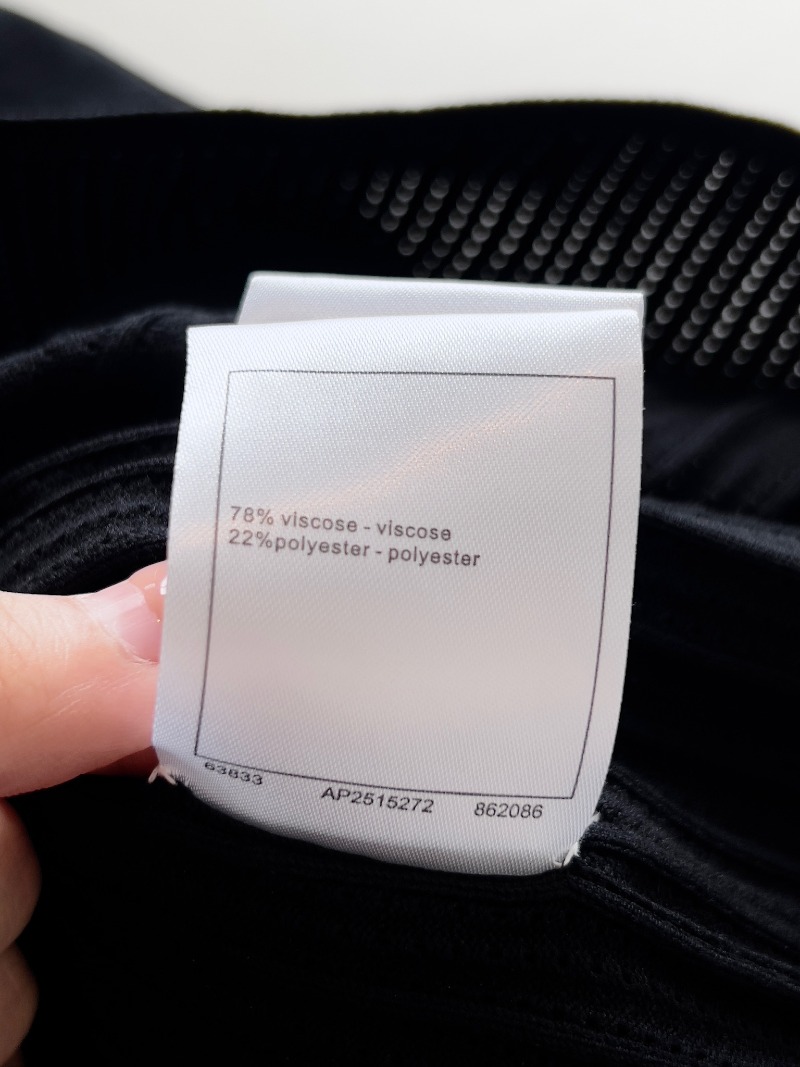 78% viscose - viscose
22%polyester - polyester
63833 AP2515272 862086